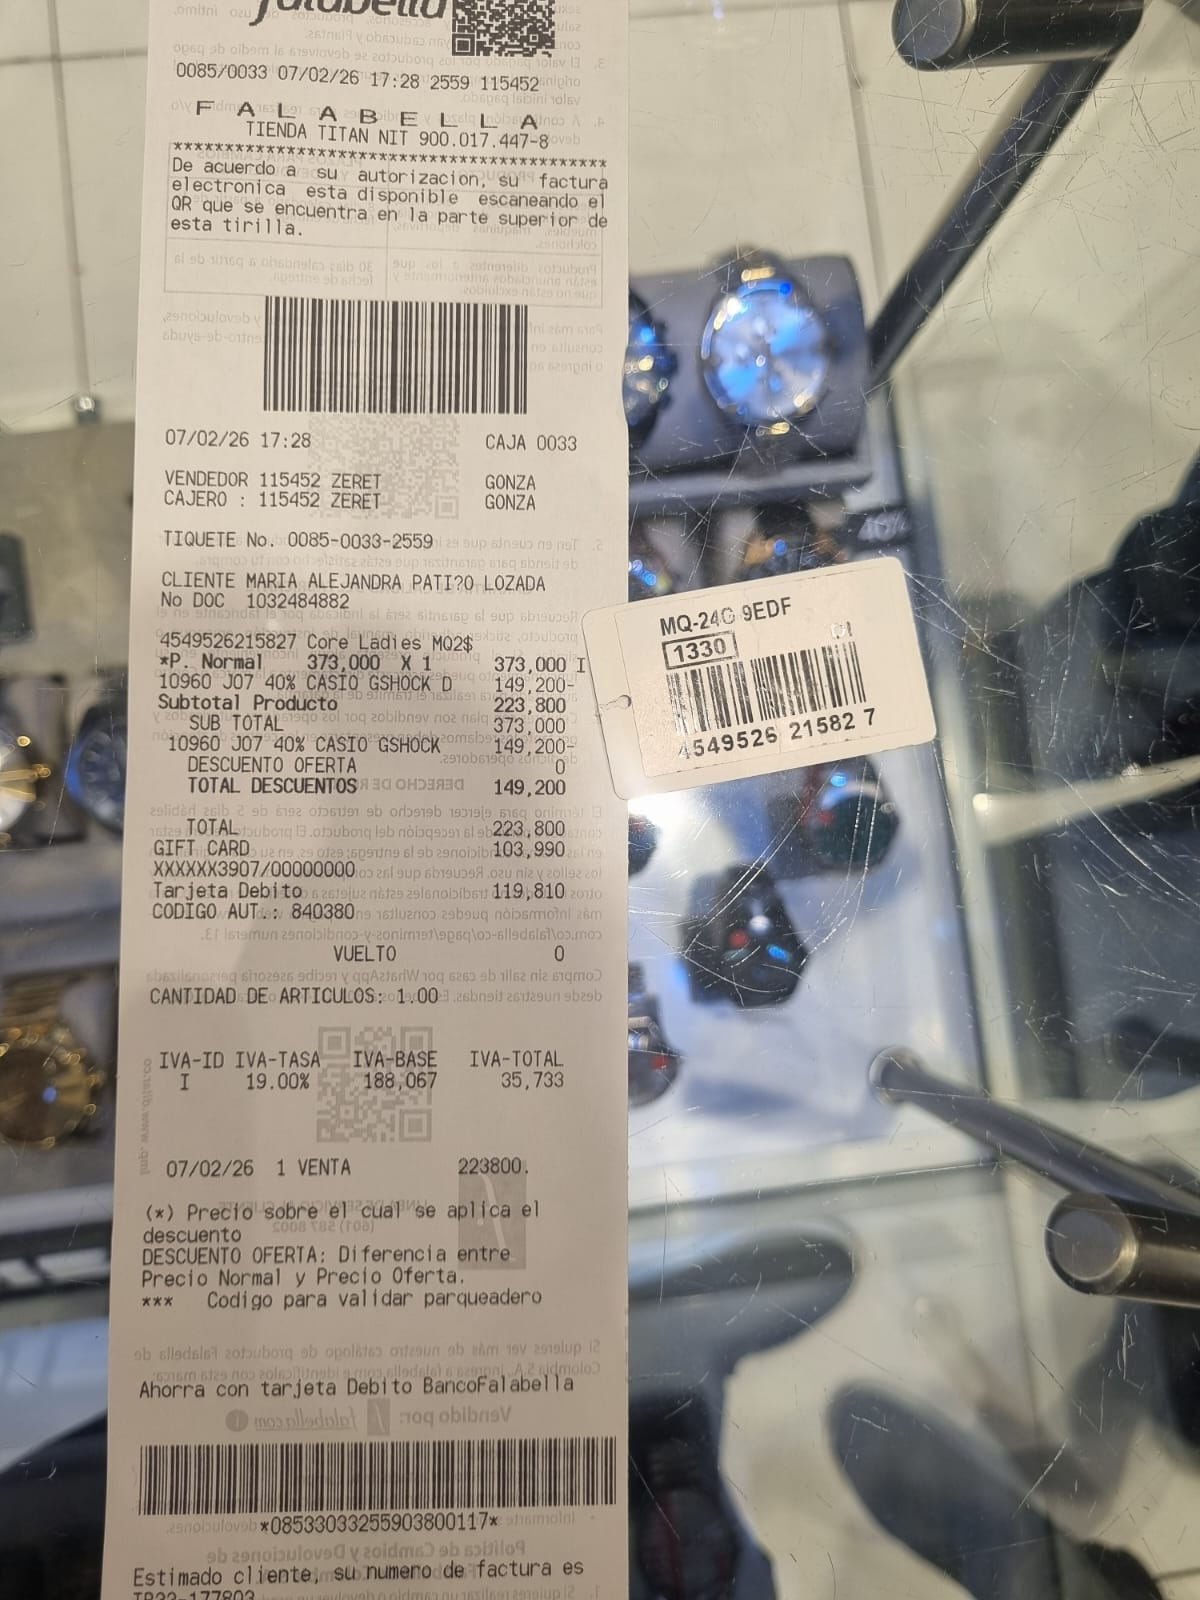 falabella
0085/0033 07/02/26 17:28 2559 115452
F A L A B E L L A
TIENDA TITAN NIT 900.017.447-8
*****************************************
De acuerdo a su autorizacion, su factura
electronica esta disponible escaneando el
QR que se encuentra en la parte superior de
esta tirilla.
07/02/26 17:28 CAJA 0033
VENDEDOR 115452 ZERET GONZA
CAJERO : 115452 ZERET GONZA
TIQUETE No. 0085-0033-2559
CLIENTE MARIA ALEJANDRA PATI?O LOZADA
No DOC 1032484882
4549526215827 Core Ladies MQ2$
*P. Normal 373,000 X 1 373,000 I
10960 J07 40% CASIO GSHOCK D 149,200-
Subtotal Producto 223,800
SUB TOTAL 373,000
10960 J07 40% CASIO GSHOCK 149,200-
DESCUENTO OFERTA 0
TOTAL DESCUENTOS 149,200
TOTAL 223,800
GIFT CARD 103,990
XXXXXX3907/00000000
Tarjeta Debito 119,810
CODIGO AUT.: 840380
VUELTO 0
CANTIDAD DE ARTICULOS: 1.00
IVA-ID IVA-TASA IVA-BASE IVA-TOTAL
I 19.00% 188,067 35,733
07/02/26 1 VENTA 223800.
(*) Precio sobre el cual se aplica el
descuento
DESCUENTO OFERTA: Diferencia entre
Precio Normal y Precio Oferta.
*** Codigo para validar parqueadero
Ahorra con tarjeta Debito BancoFalabella
*08533033255903800117*
Estimado cliente, su numero de factura es
MQ-24G 9EDF
1330
4549526 21582 7
40%